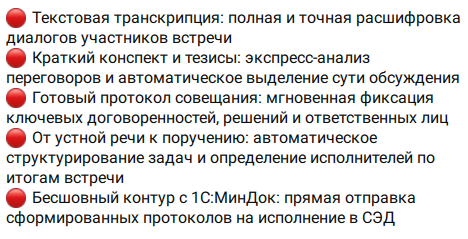 🔴 Текстовая транскрипция: полная и точная расшифровка
диалогов участников встречи
🔴 Краткий конспект и тезисы: экспресс-анализ
переговоров и автоматическое выделение сути обсуждения
🔴 Готовый протокол совещания: мгновенная фиксация
ключевых договоренностей, решений и ответственных лиц
🔴 От устной речи к поручению: автоматическое
структурирование задач и определение исполнителей по
итогам встречи
🔴 Бесшовный контур с 1С:МинДок: прямая отправка
сформированных протоколов на исполнение в СЭД